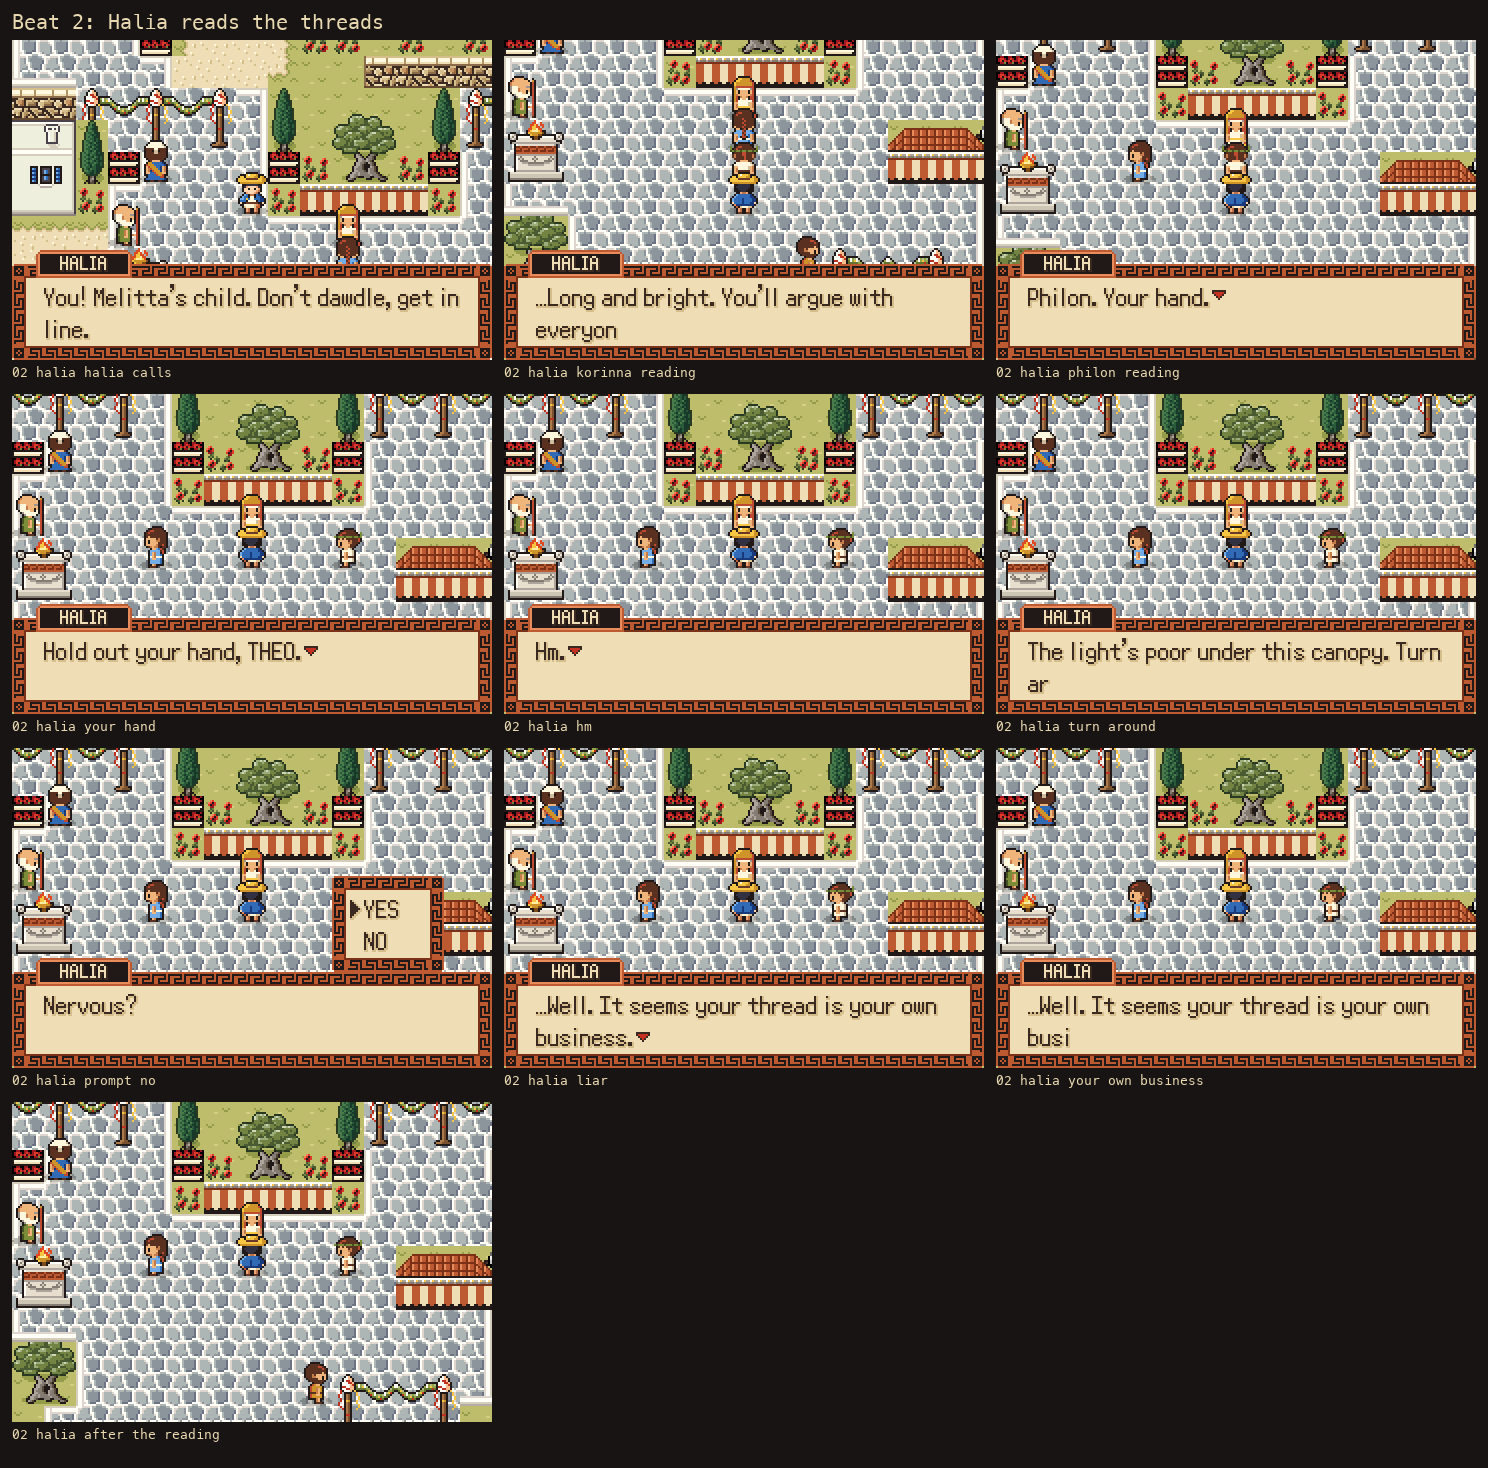 Beat 2: Halia reads the threads
HALIA
You! Melitta's child. Don't dawdle, get in
line.
02 halia halia calls
HALIA
…Long and bright. You'll argue with
everyon
02 halia korinna reading
HALIA
Philon. Your hand.
02 halia philon reading
HALIA
Hold out your hand, THEO.
02 halia your hand
HALIA
Hm.
02 halia hm
HALIA
The light's poor under this canopy. Turn
ar
02 halia turn around
YES
NO
HALIA
Nervous?
02 halia prompt no
HALIA
…Well. It seems your thread is your own
business.
02 halia liar
HALIA
…Well. It seems your thread is your own
busi
02 halia your own business
02 halia after the reading